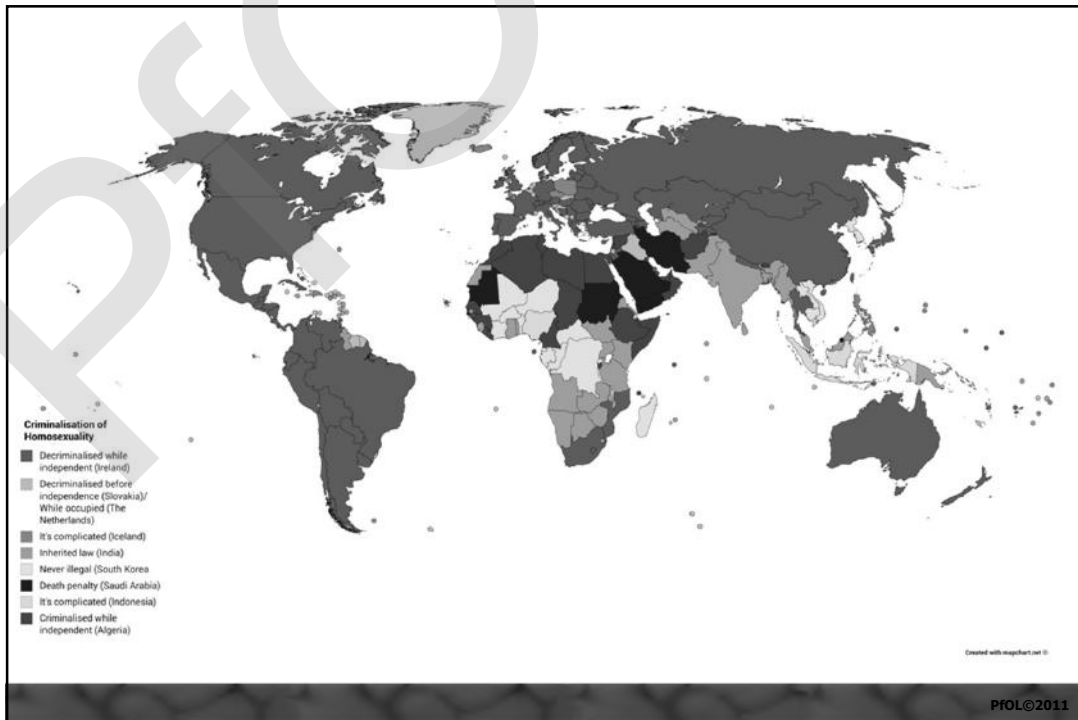 PfO
Criminalisation of
Homosexuality
Decriminalised while
independent (Ireland)
Decriminalised before
independence (Slovakia)/
While occupied (The
Netherlands)
It's complicated (Iceland)
Inherited law (India)
Never illegal (South Korea
Death penalty (Saudi Arabia)
It's complicated (Indonesia)
Criminalised while
independent (Algeria)
Created with mapchart.net ©
PfOL©2011